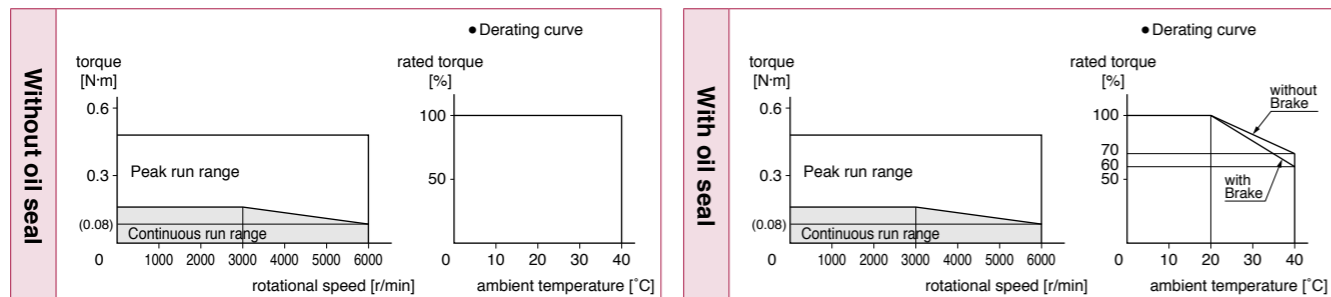 Without oil seal
torque
[N·m]
0.6
0.3
(0.08)
0
Peak run range
Continuous run range
1000 2000 3000 4000 5000 6000
rotational speed [r/min]
● Derating curve
rated torque
[%]
100
50
0
10 20 30 40
ambient temperature [˚C]
With oil seal
torque
[N·m]
0.6
0.3
(0.08)
0
Peak run range
Continuous run range
1000 2000 3000 4000 5000 6000
rotational speed [r/min]
● Derating curve
rated torque
[%]
without
Brake
100
70
60
50
with
Brake
0
10 20 30 40
ambient temperature [˚C]